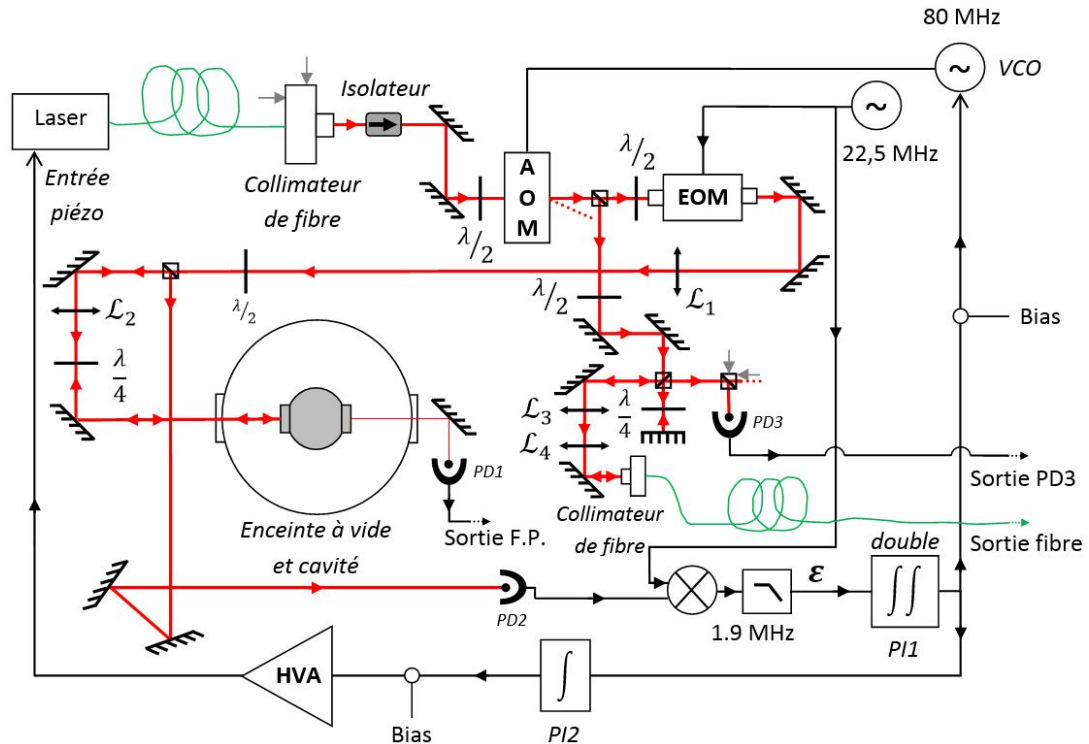 80 MHz
VCO
Isolateur
Laser
22,5 MHz
Entrée
piézo
Collimateur
de fibre
A
O
M
λ/2
λ/2
EOM
λ/2
λ/2
ℒ1
ℒ2
λ
4
Bias
ℒ3
λ
4
ℒ4
PD3
PD1
Sortie PD3
Sortie F.P.
Collimateur
de fibre
Sortie fibre
Enceinte à vide
et cavité
double
ε
PD2
1.9 MHz
PI1
HVA
Bias
PI2